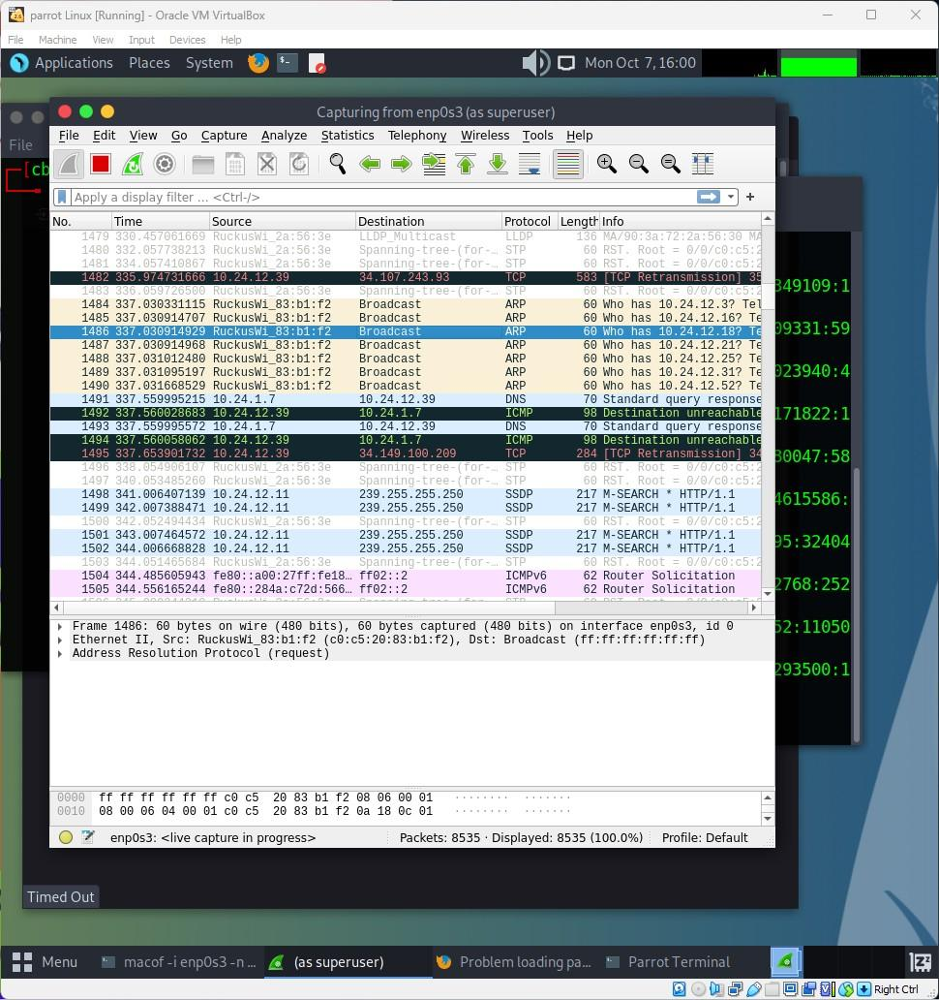 parrot Linux [Running] - Oracle VM VirtualBox
File Machine View Input Devices Help
Applications Places System Mon Oct 7, 16:00
Capturing from enp0s3 (as superuser)
File
[cb
File Edit View Go Capture Analyze Statistics Telephony Wireless Tools Help
Apply a display filter ... <Ctrl-/>
No. Time Source Destination Protocol Length Info
1479 330.457061669 RuckusWi_2a:56:3e LLDP_Multicast LLDP 136 MA/90:3a:72:2a:56:30 MA
1480 332.057738213 RuckusWi_2a:56:3e Spanning-tree-(for-… STP 60 RST. Root = 0/0/c0:c5:2
1481 334.057410867 RuckusWi_2a:56:3e Spanning-tree-(for-… STP 60 RST. Root = 0/0/c0:c5:2
1482 335.974731666 10.24.12.39 34.107.243.93 TCP 583 [TCP Retransmission] 35
1483 336.059726500 RuckusWi_2a:56:3e Spanning-tree-(for-… STP 60 RST. Root = 0/0/c0:c5:2
1484 337.030331115 RuckusWi_83:b1:f2 Broadcast ARP 60 Who has 10.24.12.3? Tel
1485 337.030914707 RuckusWi_83:b1:f2 Broadcast ARP 60 Who has 10.24.12.16? Te
1486 337.030914929 RuckusWi_83:b1:f2 Broadcast ARP 60 Who has 10.24.12.18? Te
1487 337.030914968 RuckusWi_83:b1:f2 Broadcast ARP 60 Who has 10.24.12.21? Te
1488 337.031012480 RuckusWi_83:b1:f2 Broadcast ARP 60 Who has 10.24.12.25? Te
1489 337.031095197 RuckusWi_83:b1:f2 Broadcast ARP 60 Who has 10.24.12.31? Te
1490 337.031668529 RuckusWi_83:b1:f2 Broadcast ARP 60 Who has 10.24.12.52? Te
1491 337.559995215 10.24.1.7 10.24.12.39 DNS 70 Standard query response
1492 337.560028683 10.24.12.39 10.24.1.7 ICMP 98 Destination unreachable
1493 337.559995572 10.24.1.7 10.24.12.39 DNS 70 Standard query response
1494 337.560058062 10.24.12.39 10.24.1.7 ICMP 98 Destination unreachable
1495 337.653901732 10.24.12.39 34.149.100.209 TCP 284 [TCP Retransmission] 34
1496 338.054906107 RuckusWi_2a:56:3e Spanning-tree-(for-… STP 60 RST. Root = 0/0/c0:c5:2
1497 340.053485260 RuckusWi_2a:56:3e Spanning-tree-(for-… STP 60 RST. Root = 0/0/c0:c5:2
1498 341.006407139 10.24.12.11 239.255.255.250 SSDP 217 M-SEARCH * HTTP/1.1
1499 342.007388471 10.24.12.11 239.255.255.250 SSDP 217 M-SEARCH * HTTP/1.1
1500 342.052494434 RuckusWi_2a:56:3e Spanning-tree-(for-… STP 60 RST. Root = 0/0/c0:c5:2
1501 343.007464572 10.24.12.11 239.255.255.250 SSDP 217 M-SEARCH * HTTP/1.1
1502 344.006668828 10.24.12.11 239.255.255.250 SSDP 217 M-SEARCH * HTTP/1.1
1503 344.051465684 RuckusWi_2a:56:3e Spanning-tree-(for-… STP 60 RST. Root = 0/0/c0:c5:2
1504 344.485605943 fe80::a00:27ff:fe18… ff02::2 ICMPv6 62 Router Solicitation
1505 344.556165244 fe80::284a:c72d:566… ff02::2 ICMPv6 62 Router Solicitation
349109:1
09331:59
023940:4
171822:1
80047:58
4615586:
95:32404
2768:252
52:11050
293500:1
Frame 1486: 60 bytes on wire (480 bits), 60 bytes captured (480 bits) on interface enp0s3, id 0
Ethernet II, Src: RuckusWi_83:b1:f2 (c0:c5:20:83:b1:f2), Dst: Broadcast (ff:ff:ff:ff:ff:ff)
Address Resolution Protocol (request)
0000 ff ff ff ff ff ff c0 c5 20 83 b1 f2 08 06 00 01 ········ ·······
0010 08 00 06 04 00 01 c0 c5 20 83 b1 f2 0a 18 0c 01 ········ ·······
enp0s3: <live capture in progress> Packets: 8535 · Displayed: 8535 (100.0%) Profile: Default
Timed Out
Menu macof -i enp0s3 -n ... (as superuser) Problem loading pa... Parrot Terminal
Right Ctrl